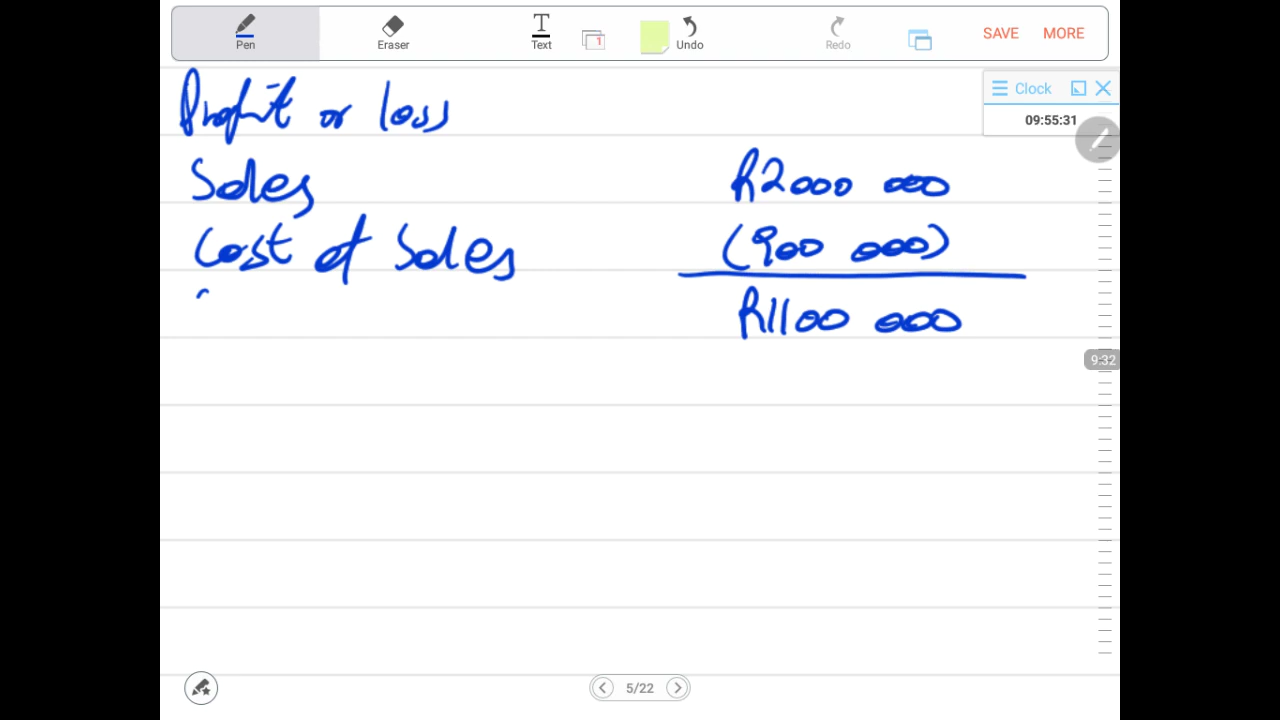 Pen Eraser Text 1 Undo Redo SAVE MORE
Clock
09:55:31
Profit or loss
Sales R2000 000
Cost of Sales (900 000)
R1100 000
9:32
5/22